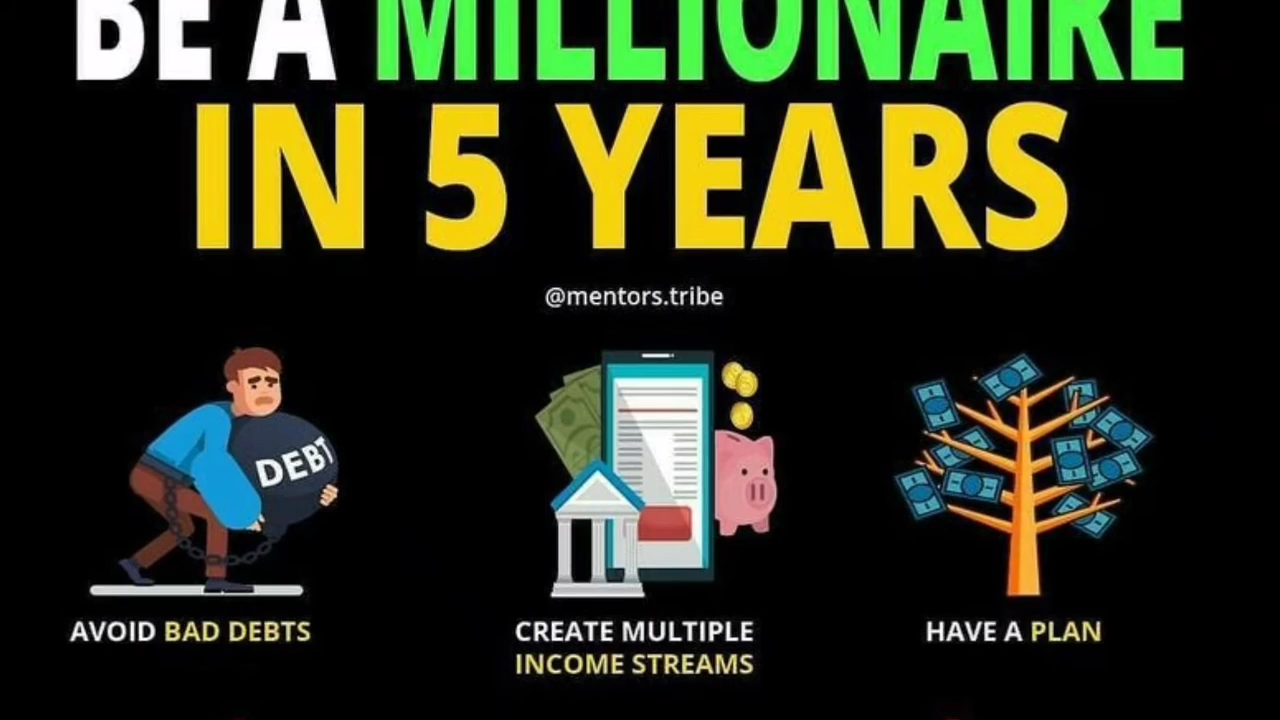 BE A MILLIONAIRE
IN 5 YEARS
@mentors.tribe
DEBT
AVOID BAD DEBTS
CREATE MULTIPLE
INCOME STREAMS
HAVE A PLAN